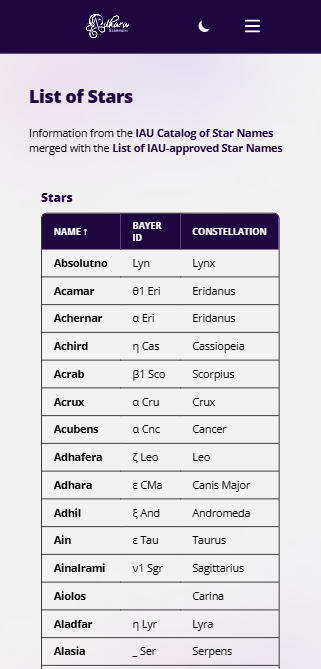 Adhara
STARPATH
List of Stars
Information from the IAU Catalog of Star Names
merged with the List of IAU-approved Star Names
Stars
NAME ↑ BAYER ID CONSTELLATION
Absolutno Lyn Lynx
Acamar θ1 Eri Eridanus
Achernar α Eri Eridanus
Achird η Cas Cassiopeia
Acrab β1 Sco Scorpius
Acrux α Cru Crux
Acubens α Cnc Cancer
Adhafera ζ Leo Leo
Adhara ε CMa Canis Major
Adhil ξ And Andromeda
Ain ε Tau Taurus
Ainalrami ν1 Sgr Sagittarius
Aiolos Carina
Aladfar η Lyr Lyra
Alasia _ Ser Serpens